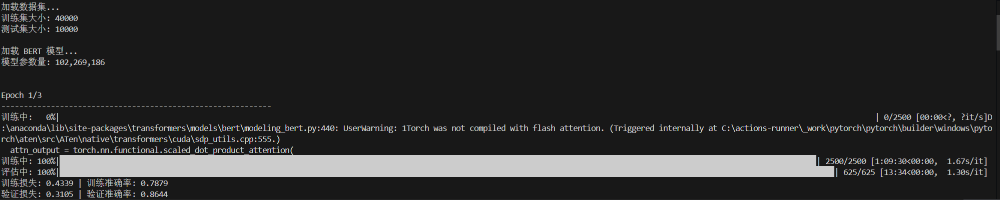 加载数据集...
训练集大小: 40000
测试集大小: 10000
加载 BERT 模型...
模型参数量: 102,269,186
Epoch 1/3
------------------------------------------------------------
训练中:   0%|                                                                | 0/2500 [00:00<?, ?it/s]D
:\anaconda\lib\site-packages\transformers\models\bert\modeling_bert.py:440: UserWarning: 1Torch was not compiled with flash attention. (Triggered internally at C:\actions-runner\_work\pytorch\pytorch\builder\windows\pyto
rch\aten\src\ATen\native\transformers\cuda\sdp_utils.cpp:555.)
  attn_output = torch.nn.functional.scaled_dot_product_attention(
训练中: 100%|| 2500/2500 [1:09:30<00:00,  1.67s/it]
评估中: 100%|| 625/625 [13:34<00:00,  1.30s/it]
训练损失: 0.4339 | 训练准确率: 0.7879
验证损失: 0.3105 | 验证准确率: 0.8644